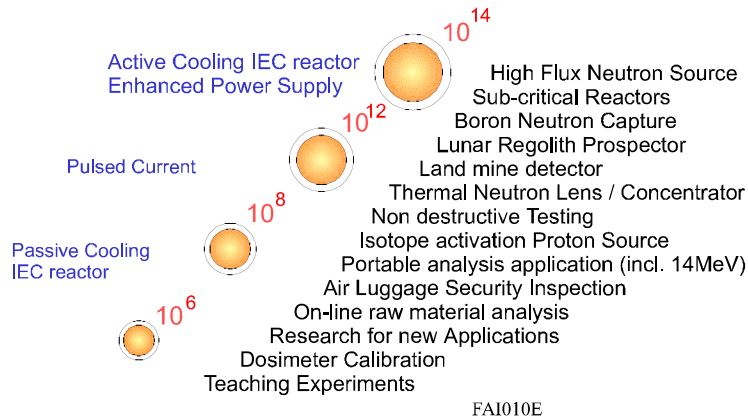 10^14
Active Cooling IEC reactor
Enhanced Power Supply
High Flux Neutron Source
Sub-critical Reactors
10^12
Boron Neutron Capture
Lunar Regolith Prospector
Pulsed Current
Land mine detector
Thermal Neutron Lens / Concentrator
10^8
Non destructive Testing
Isotope activation Proton Source
Passive Cooling
IEC reactor
Portable analysis application (incl. 14MeV)
Air Luggage Security Inspection
10^6
On-line raw material analysis
Research for new Applications
Dosimeter Calibration
Teaching Experiments
FAI010E